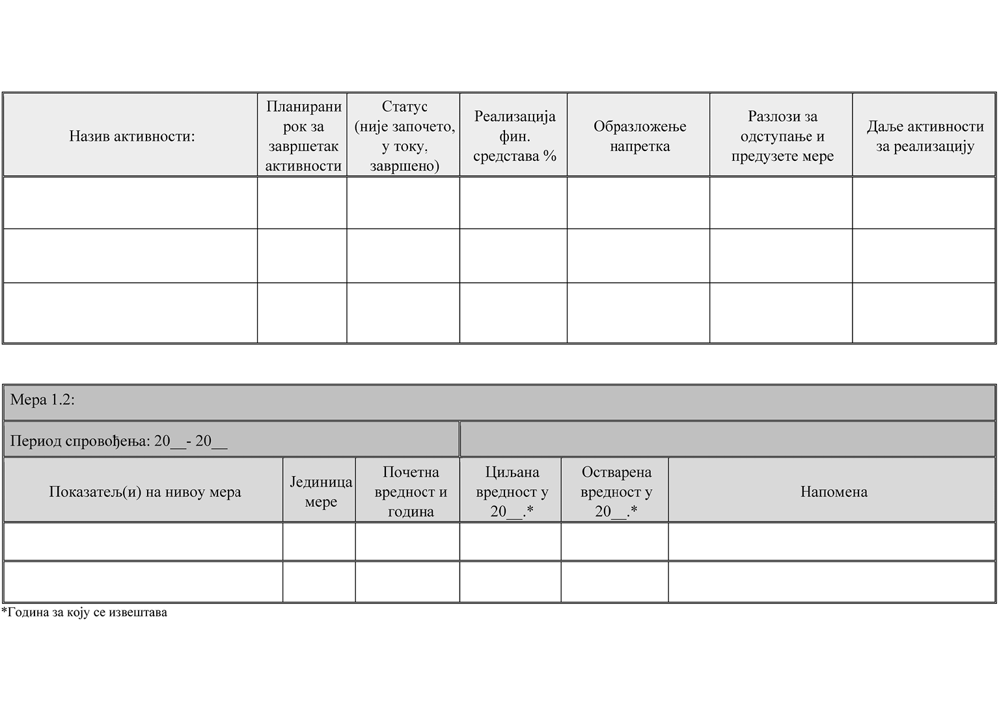 Назив активности:
Планирани
рок за
завршетак
активности
Статус
(није започето,
у току,
завршено)
Реализација
фин.
средстава %
Образложење
напретка
Разлози за
одступање и
предузете мере
Даље активности
за реализацију
Мера 1.2:
Период спровођења: 20__- 20__
Показатељ(и) на нивоу мера
Јединица
мере
Почетна
вредност и
година
Циљана
вредност у
20__.*
Остварена
вредност у
20__.*
Напомена
*Година за коју се извештава